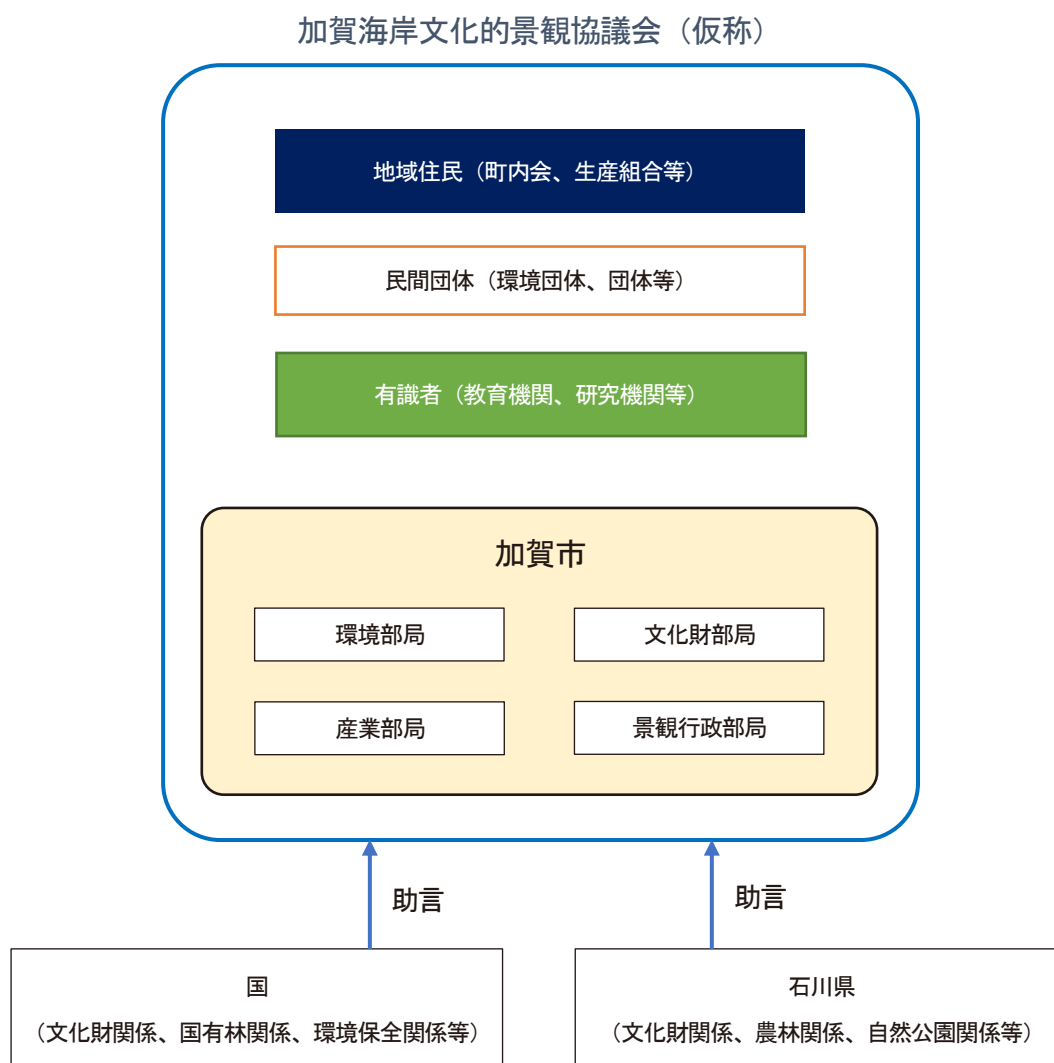 加賀海岸文化的景観協議会（仮称）
地域住民（町内会、生産組合等）
民間団体（環境団体、団体等）
有識者（教育機関、研究機関等）
加賀市
環境部局
文化財部局
産業部局
景観行政部局
助言
助言
国
（文化財関係、国有林関係、環境保全関係等）
石川県
（文化財関係、農林関係、自然公園関係等）